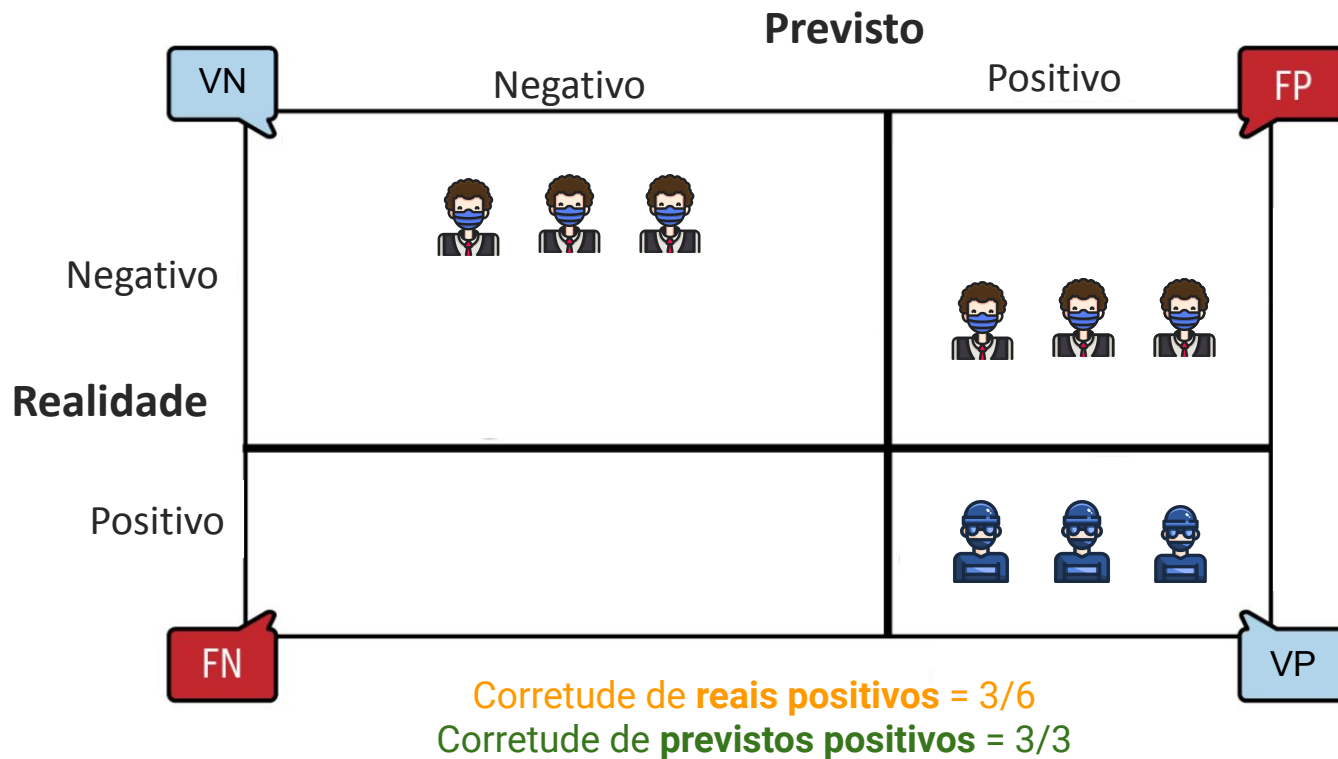 Previsto
VN
Negativo
Positivo
FP
Negativo
Realidade
Positivo
FN
VP
Corretude de reais positivos = 3/6
Corretude de previstos positivos = 3/3